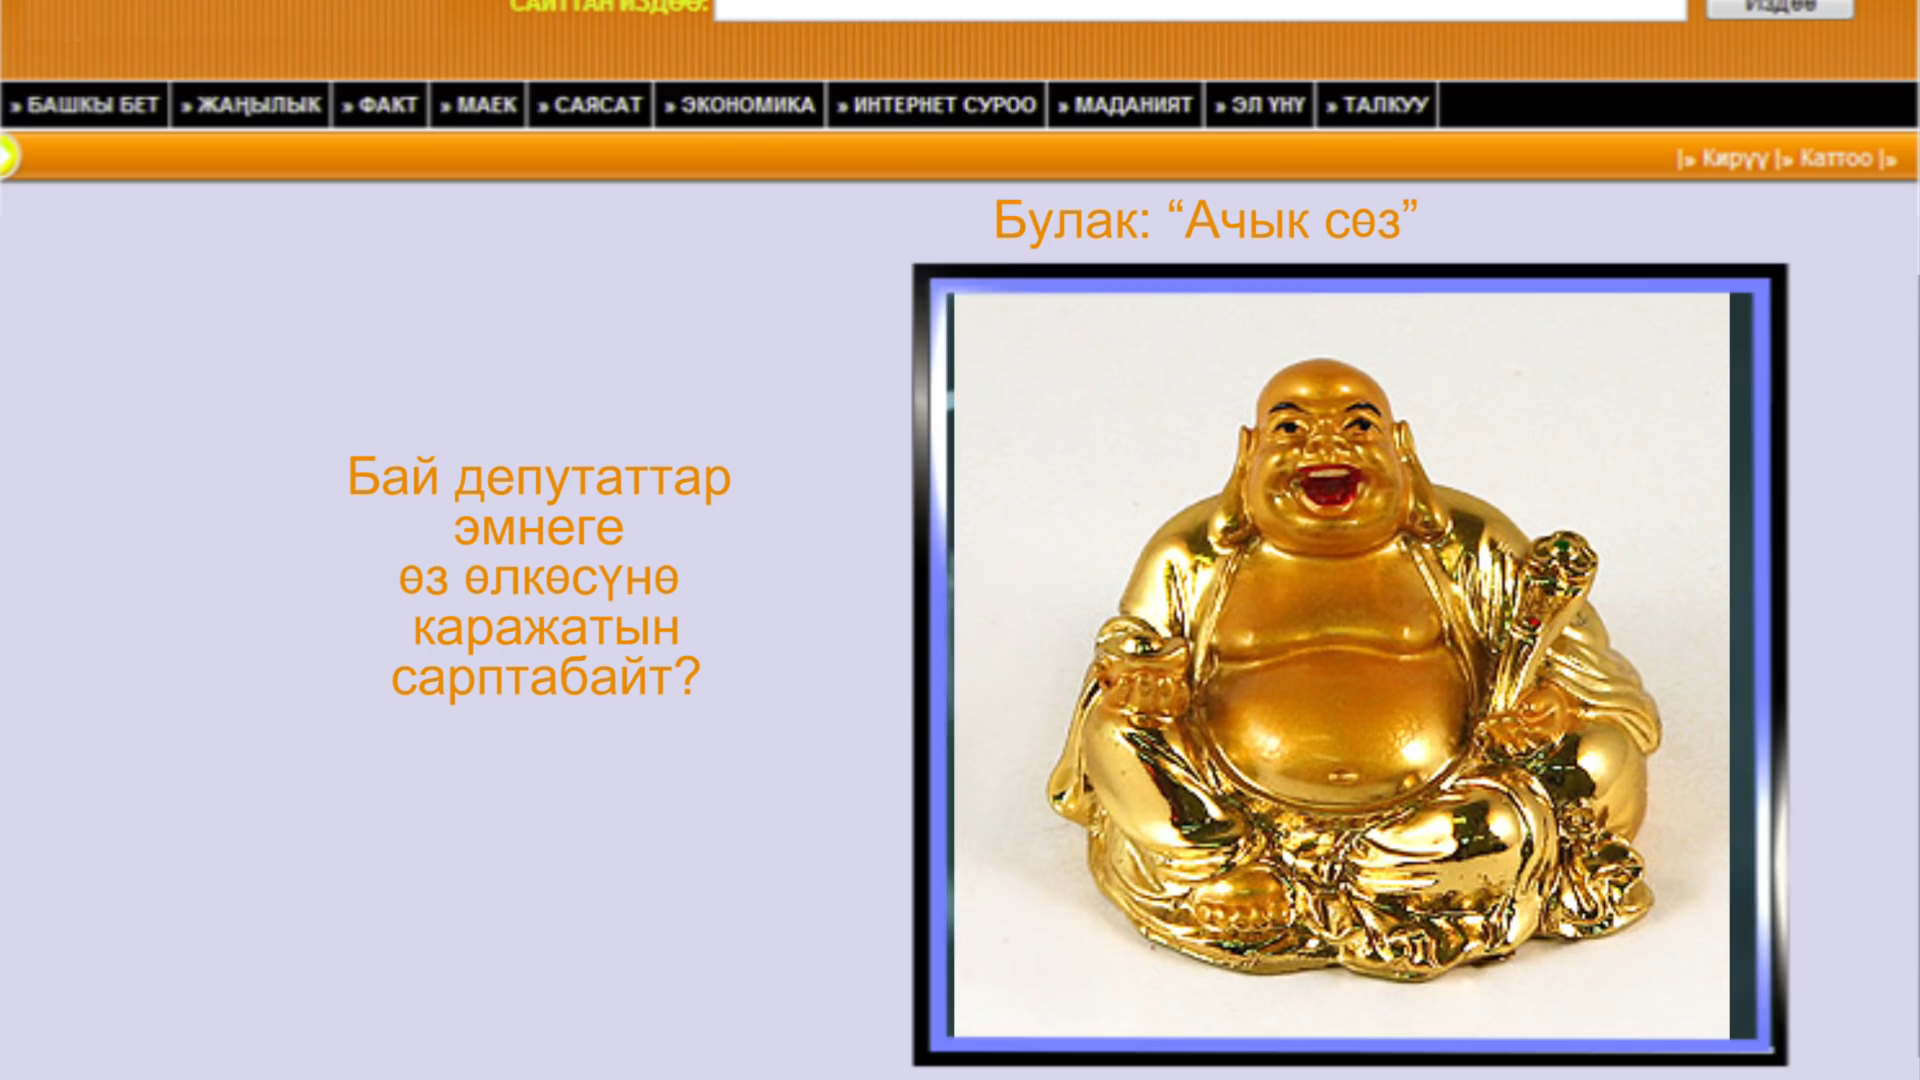 САЙТТАН ИЗДӨӨ:
Издөө
» БАШКЫ БЕТ » ЖАҢЫЛЫК » ФАКТ » МАЕК » САЯСАТ » ЭКОНОМИКА » ИНТЕРНЕТ СУРОО » МАДАНИЯТ » ЭЛ ҮНҮ » ТАЛКУУ
|» Кирүү |» Каттоо |»
Булак: “Ачык сөз”
Бай депутаттар
эмнеге
өз өлкөсүнө
каражатын
сарптабайт?